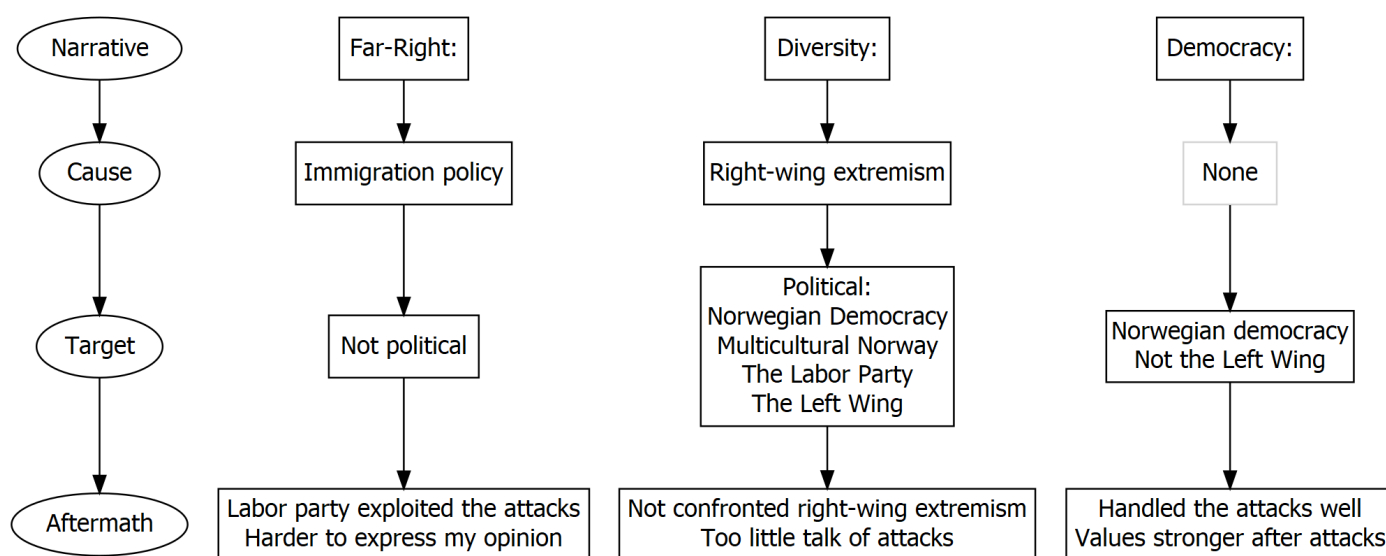 Narrative
Far-Right:
Diversity:
Democracy:
Cause
Immigration policy
Right-wing extremism
None
Target
Not political
Political:
Norwegian Democracy
Multicultural Norway
The Labor Party
The Left Wing
Norwegian democracy
Not the Left Wing
Aftermath
Labor party exploited the attacks
Harder to express my opinion
Not confronted right-wing extremism
Too little talk of attacks
Handled the attacks well
Values stronger after attacks